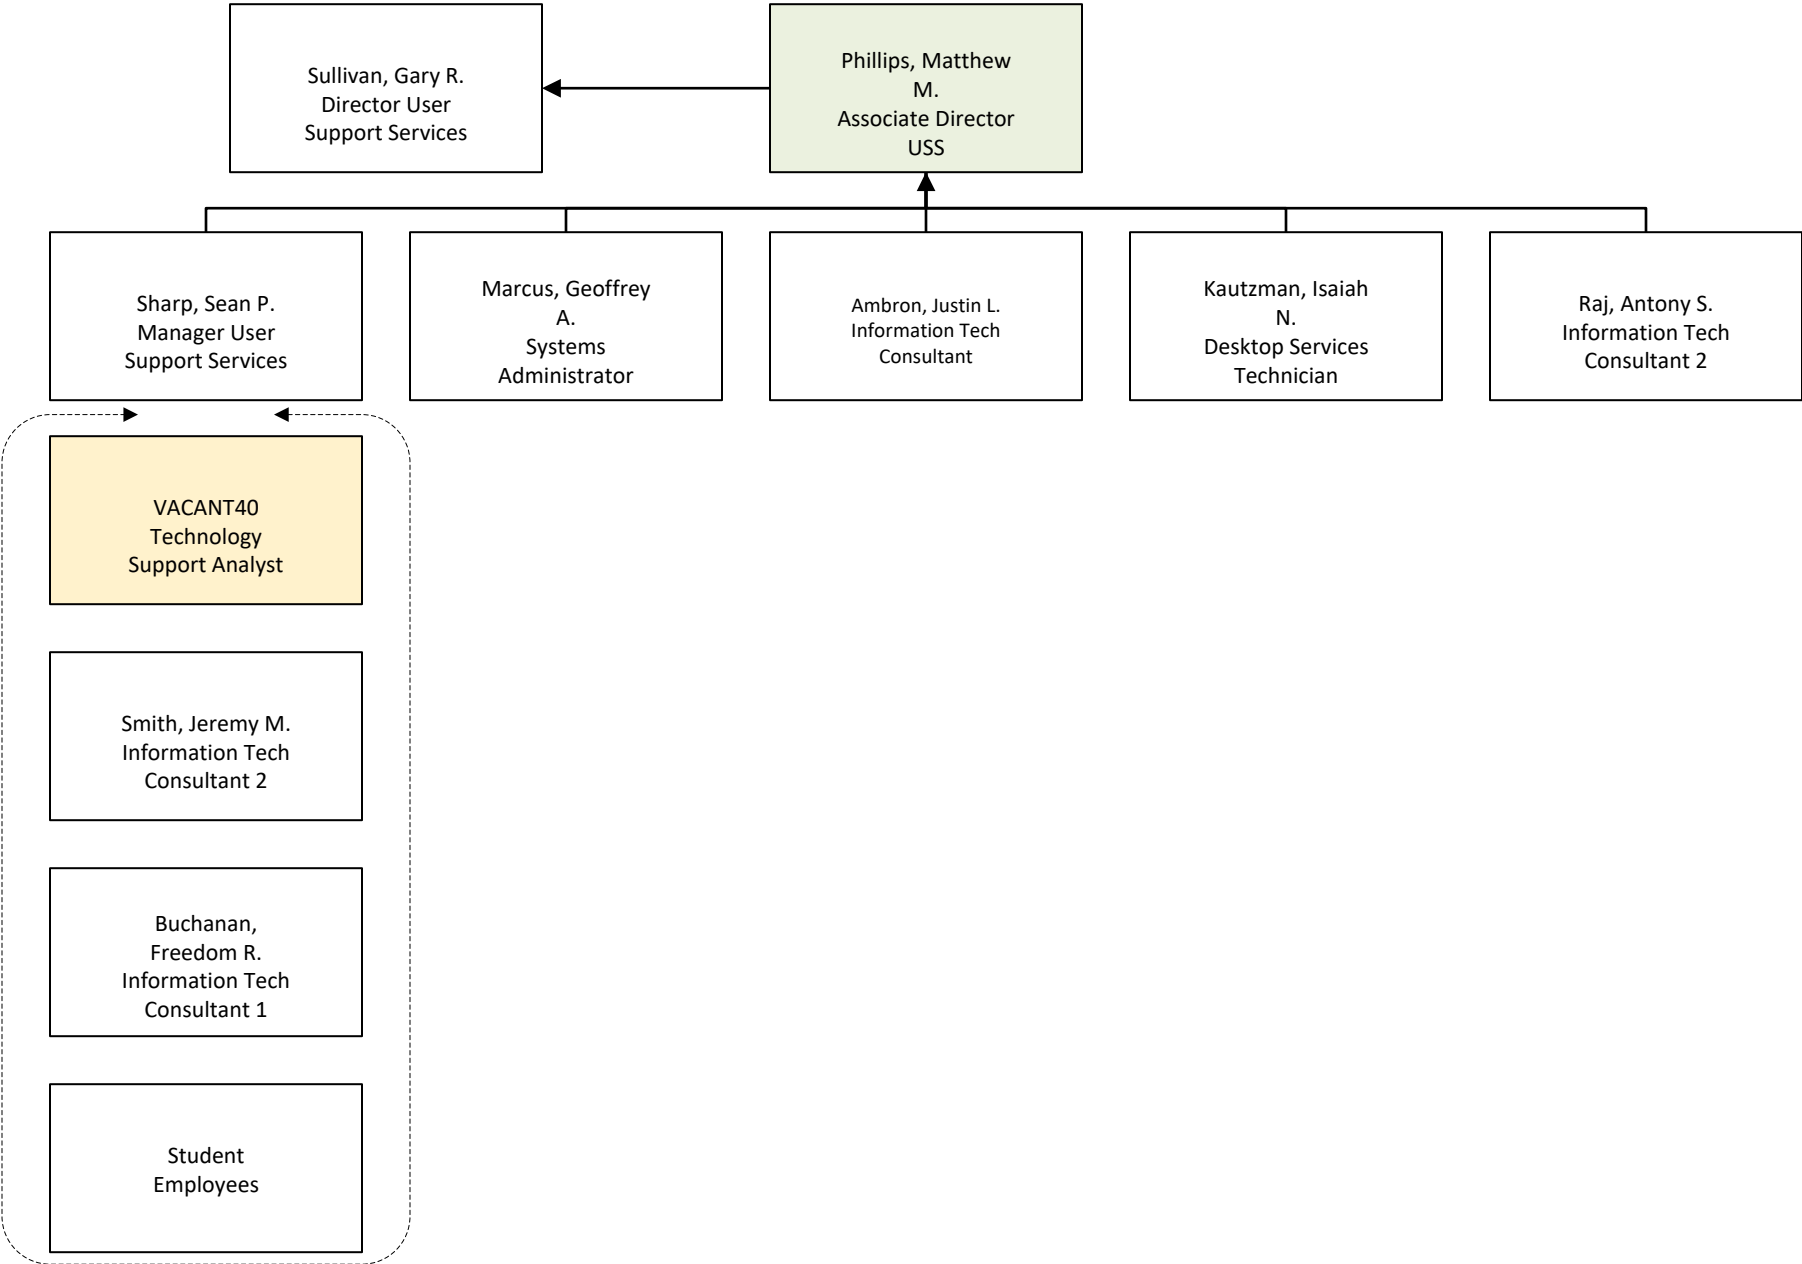 Sullivan, Gary R.
Director User
Support Services
Phillips, Matthew
M.
Associate Director
USS
Sharp, Sean P.
Manager User
Support Services
Marcus, Geoffrey
A.
Systems
Administrator
Ambron, Justin L.
Information Tech
Consultant
Kautzman, Isaiah
N.
Desktop Services
Technician
Raj, Antony S.
Information Tech
Consultant 2
VACANT40
Technology
Support Analyst
Smith, Jeremy M.
Information Tech
Consultant 2
Buchanan,
Freedom R.
Information Tech
Consultant 1
Student
Employees